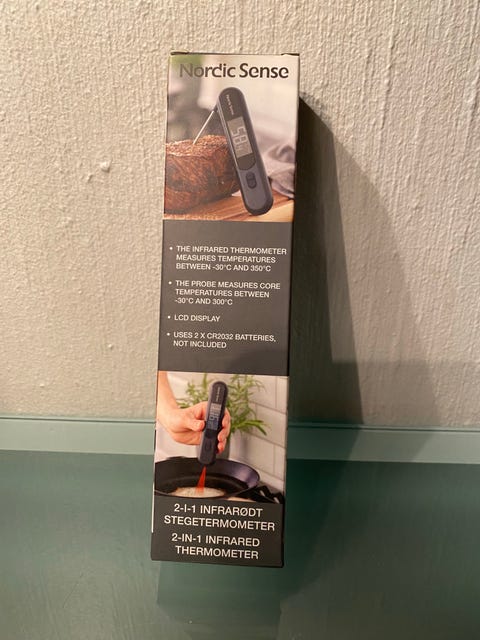 Nordic Sense
58
• THE INFRARED THERMOMETER
MEASURES TEMPERATURES
BETWEEN -30°C AND 350°C
• THE PROBE MEASURES CORE
TEMPERATURES BETWEEN
-30°C AND 300°C
• LCD DISPLAY
• USES 2 X CR2032 BATTERIES,
NOT INCLUDED
2-I-1 INFRARØDT
STEGETERMOMETER
2-IN-1 INFRARED
THERMOMETER